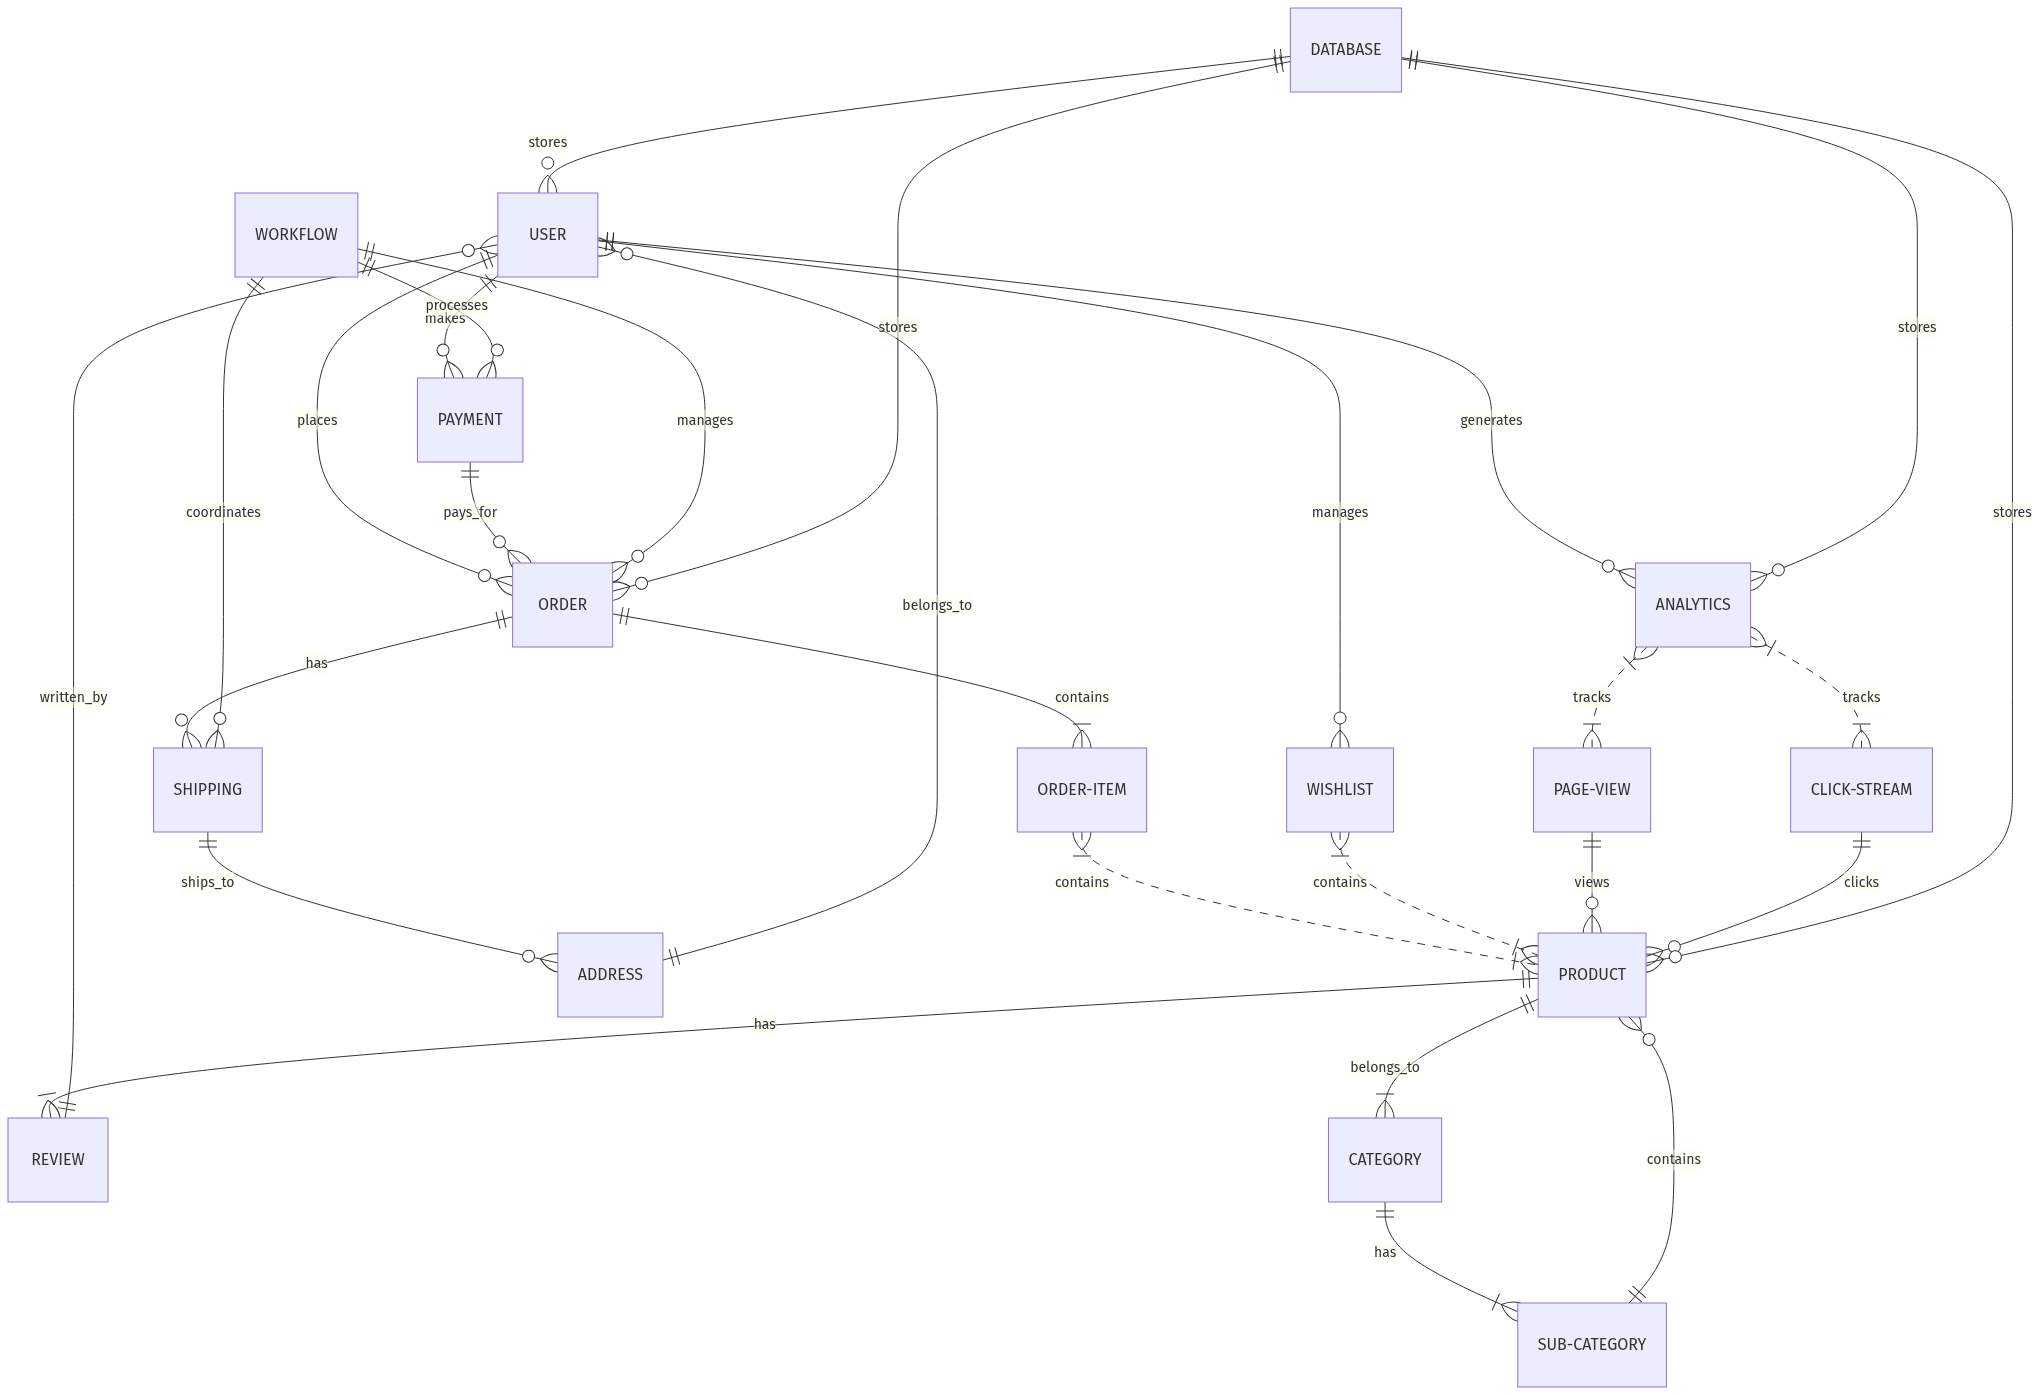 DATABASE
stores
WORKFLOW
USER
processes
makes
stores
stores
PAYMENT
places
manages
generates
coordinates
pays_for
manages
stores
ORDER
belongs_to
ANALYTICS
has
written_by
contains
tracks
tracks
SHIPPING
ORDER-ITEM
WISHLIST
PAGE-VIEW
CLICK-STREAM
ships_to
contains
contains
views
clicks
ADDRESS
PRODUCT
has
belongs_to
REVIEW
CATEGORY
contains
has
SUB-CATEGORY